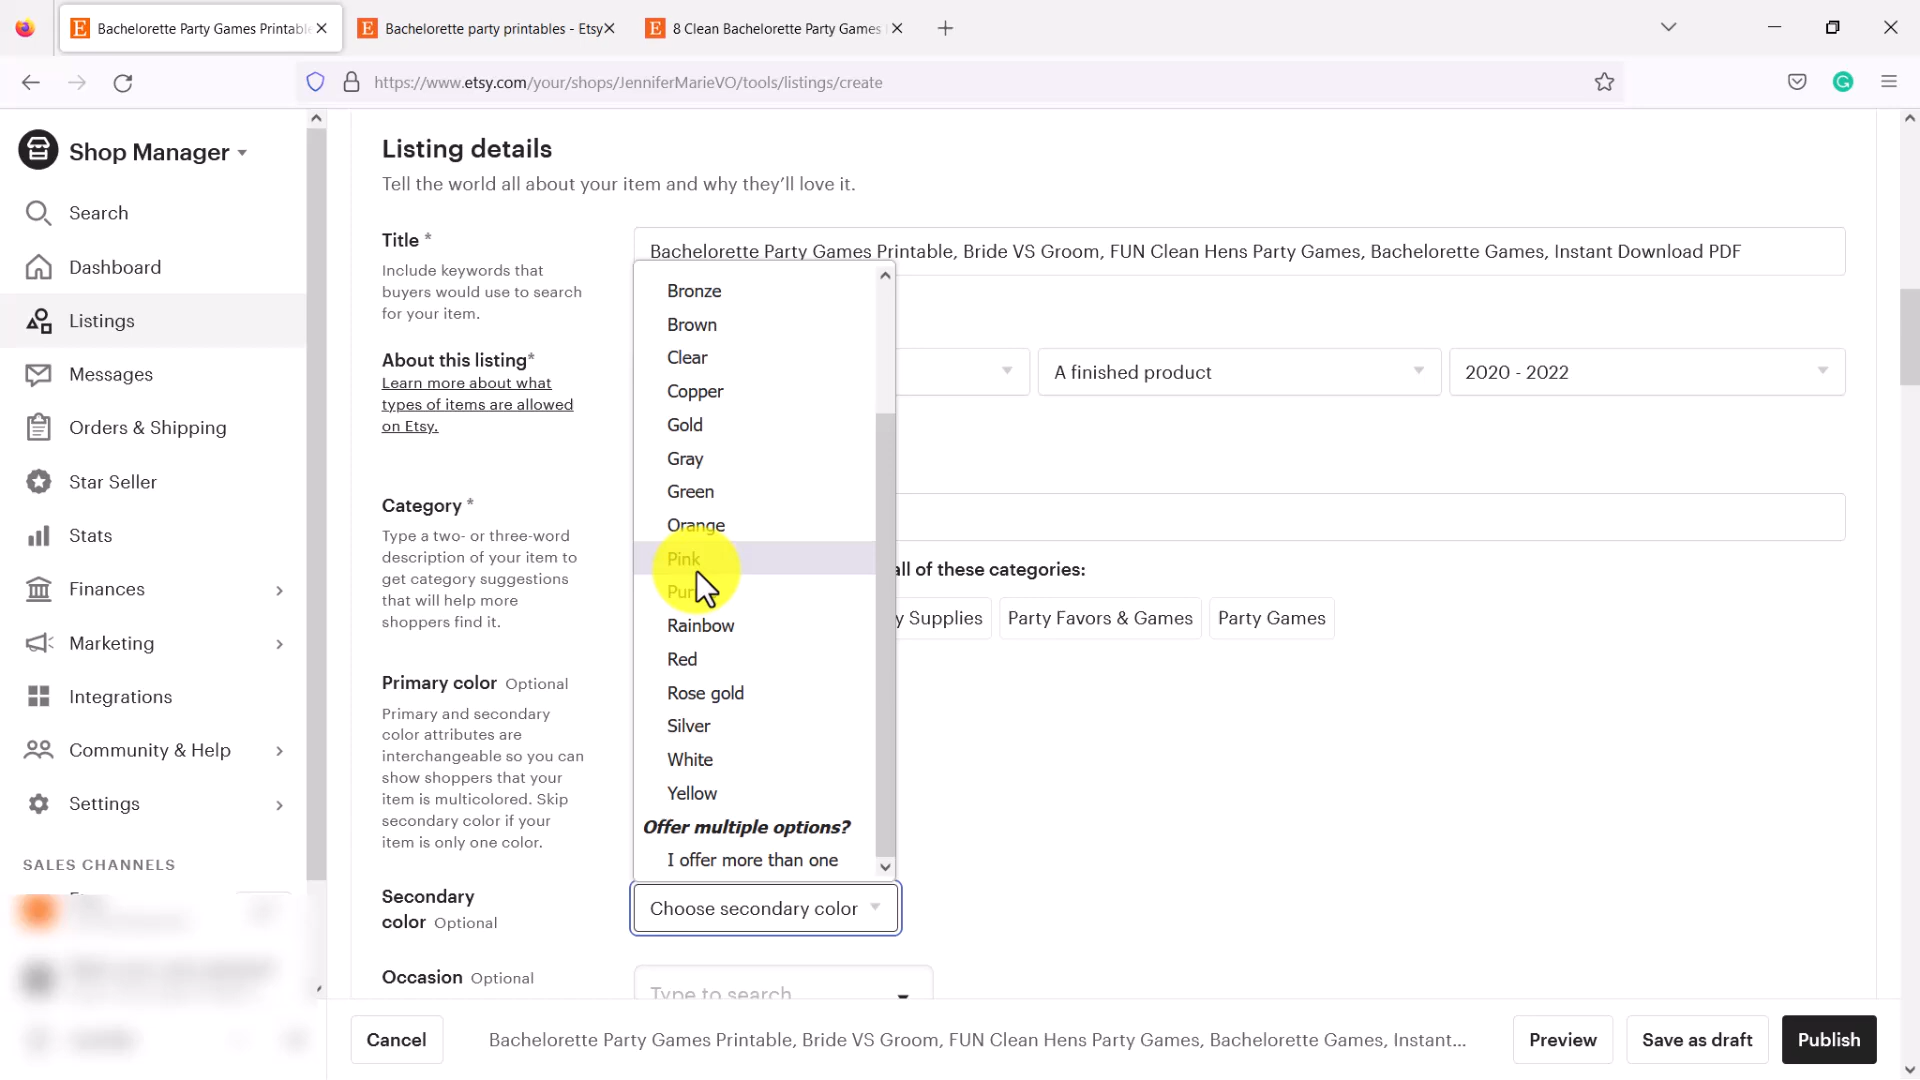 Bachelorette Party Games Printable
Bachelorette party printables - Etsy
8 Clean Bachelorette Party Games
https://www.etsy.com/your/shops/JenniferMarieVO/tools/listings/create
Shop Manager
Search
Dashboard
Listings
Messages
Orders & Shipping
Star Seller
Stats
Finances
Marketing
Integrations
Community & Help
Settings
SALES CHANNELS
Listing details
Tell the world all about your item and why they'll love it.
Title *
Include keywords that
buyers would use to search
for your item.
Bachelorette Party Games Printable, Bride VS Groom, FUN Clean Hens Party Games, Bachelorette Games, Instant Download PDF
About this listing*
Learn more about what
types of items are allowed
on Etsy.
A finished product
2020 - 2022
Category *
Type a two- or three-word
description of your item to
get category suggestions
that will help more
shoppers find it.
all of these categories:
y Supplies
Party Favors & Games
Party Games
Primary color Optional
Primary and secondary
color attributes are
interchangeable so you can
show shoppers that your
item is multicolored. Skip
secondary color if your
item is only one color.
Bronze
Brown
Clear
Copper
Gold
Gray
Green
Orange
Pink
Rainbow
Red
Rose gold
Silver
White
Yellow
Offer multiple options?
I offer more than one
Secondary
color Optional
Choose secondary color
Occasion Optional
Type to search
Cancel
Bachelorette Party Games Printable, Bride VS Groom, FUN Clean Hens Party Games, Bachelorette Games, Instant...
Preview
Save as draft
Publish